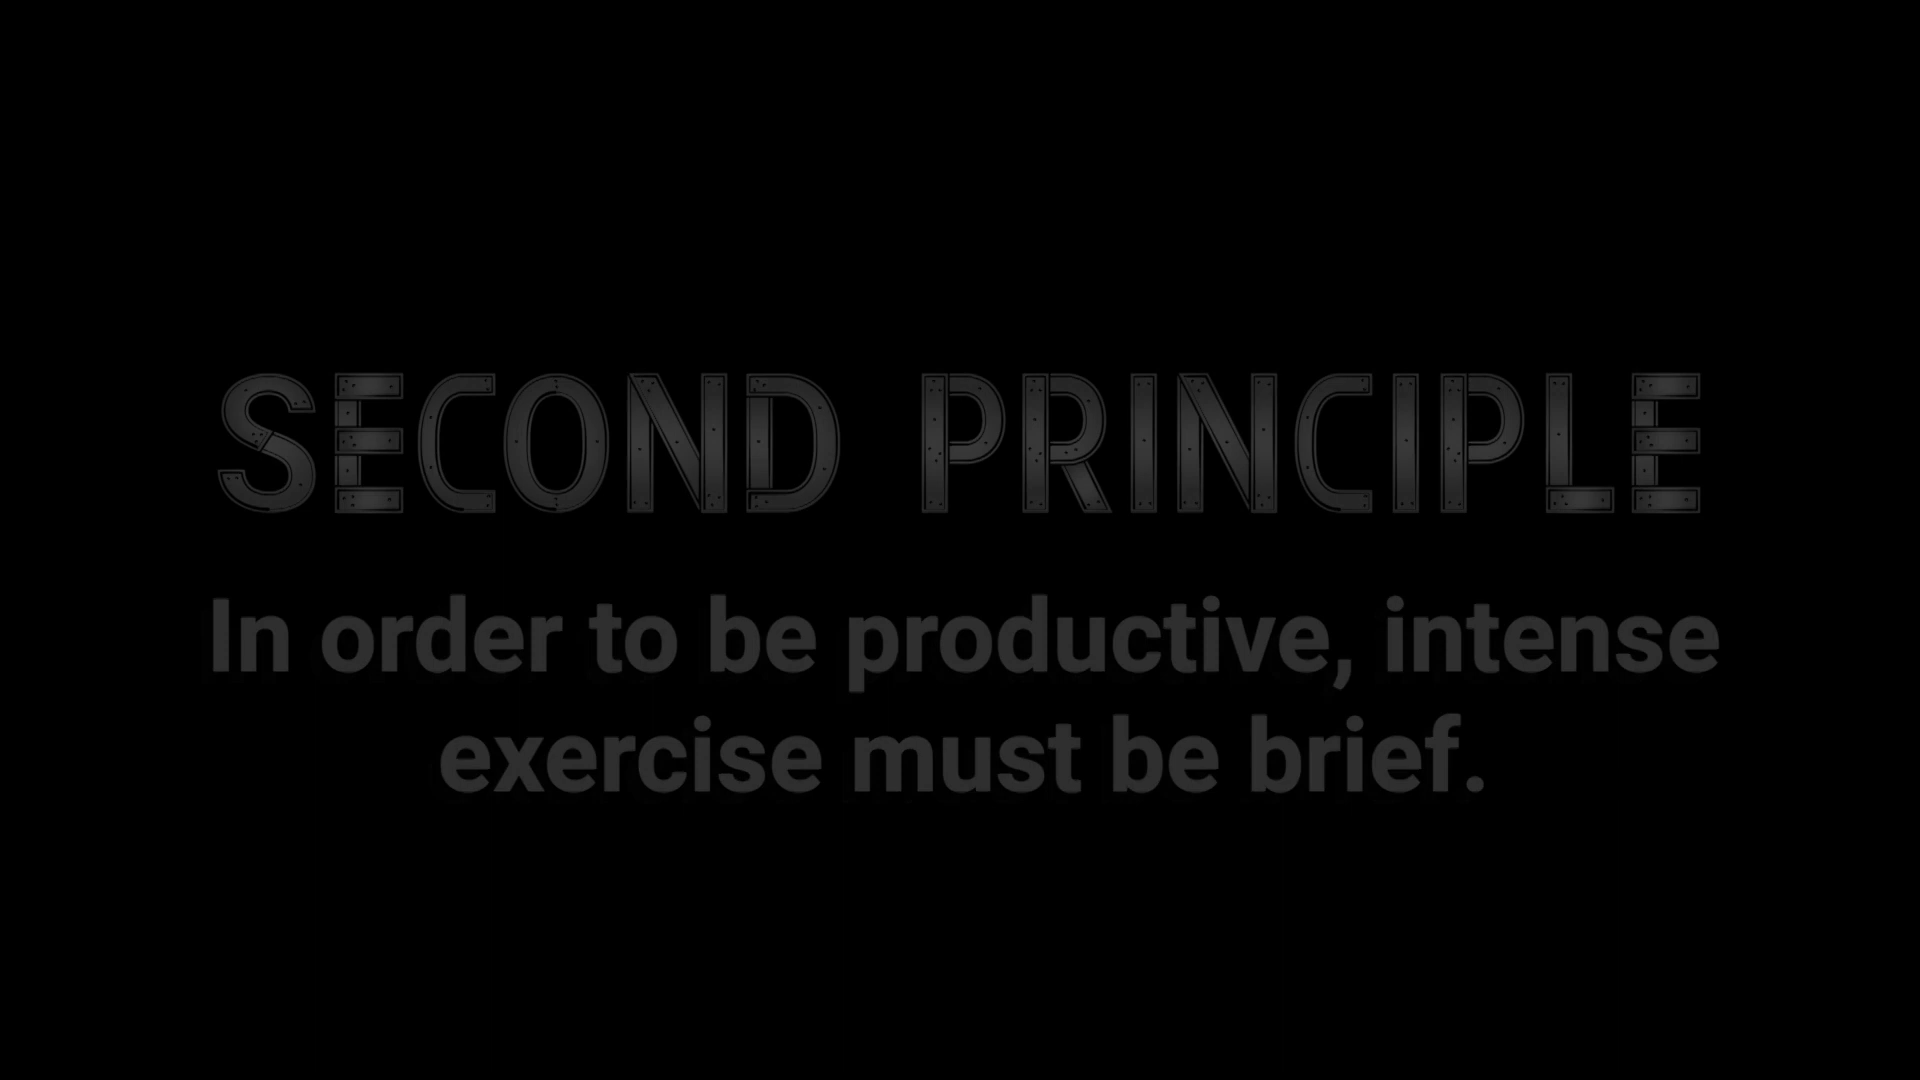 SECOND PRINCIPLE
In order to be productive, intense
exercise must be brief.